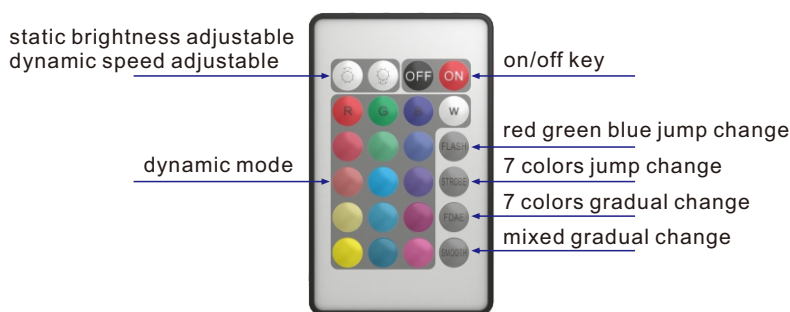 static brightness adjustable
dynamic speed adjustable
on/off key
OFF ON
R G B W
red green blue jump change
FLASH
7 colors jump change
dynamic mode
STROBE
7 colors gradual change
FDAE
mixed gradual change
SMOOTH